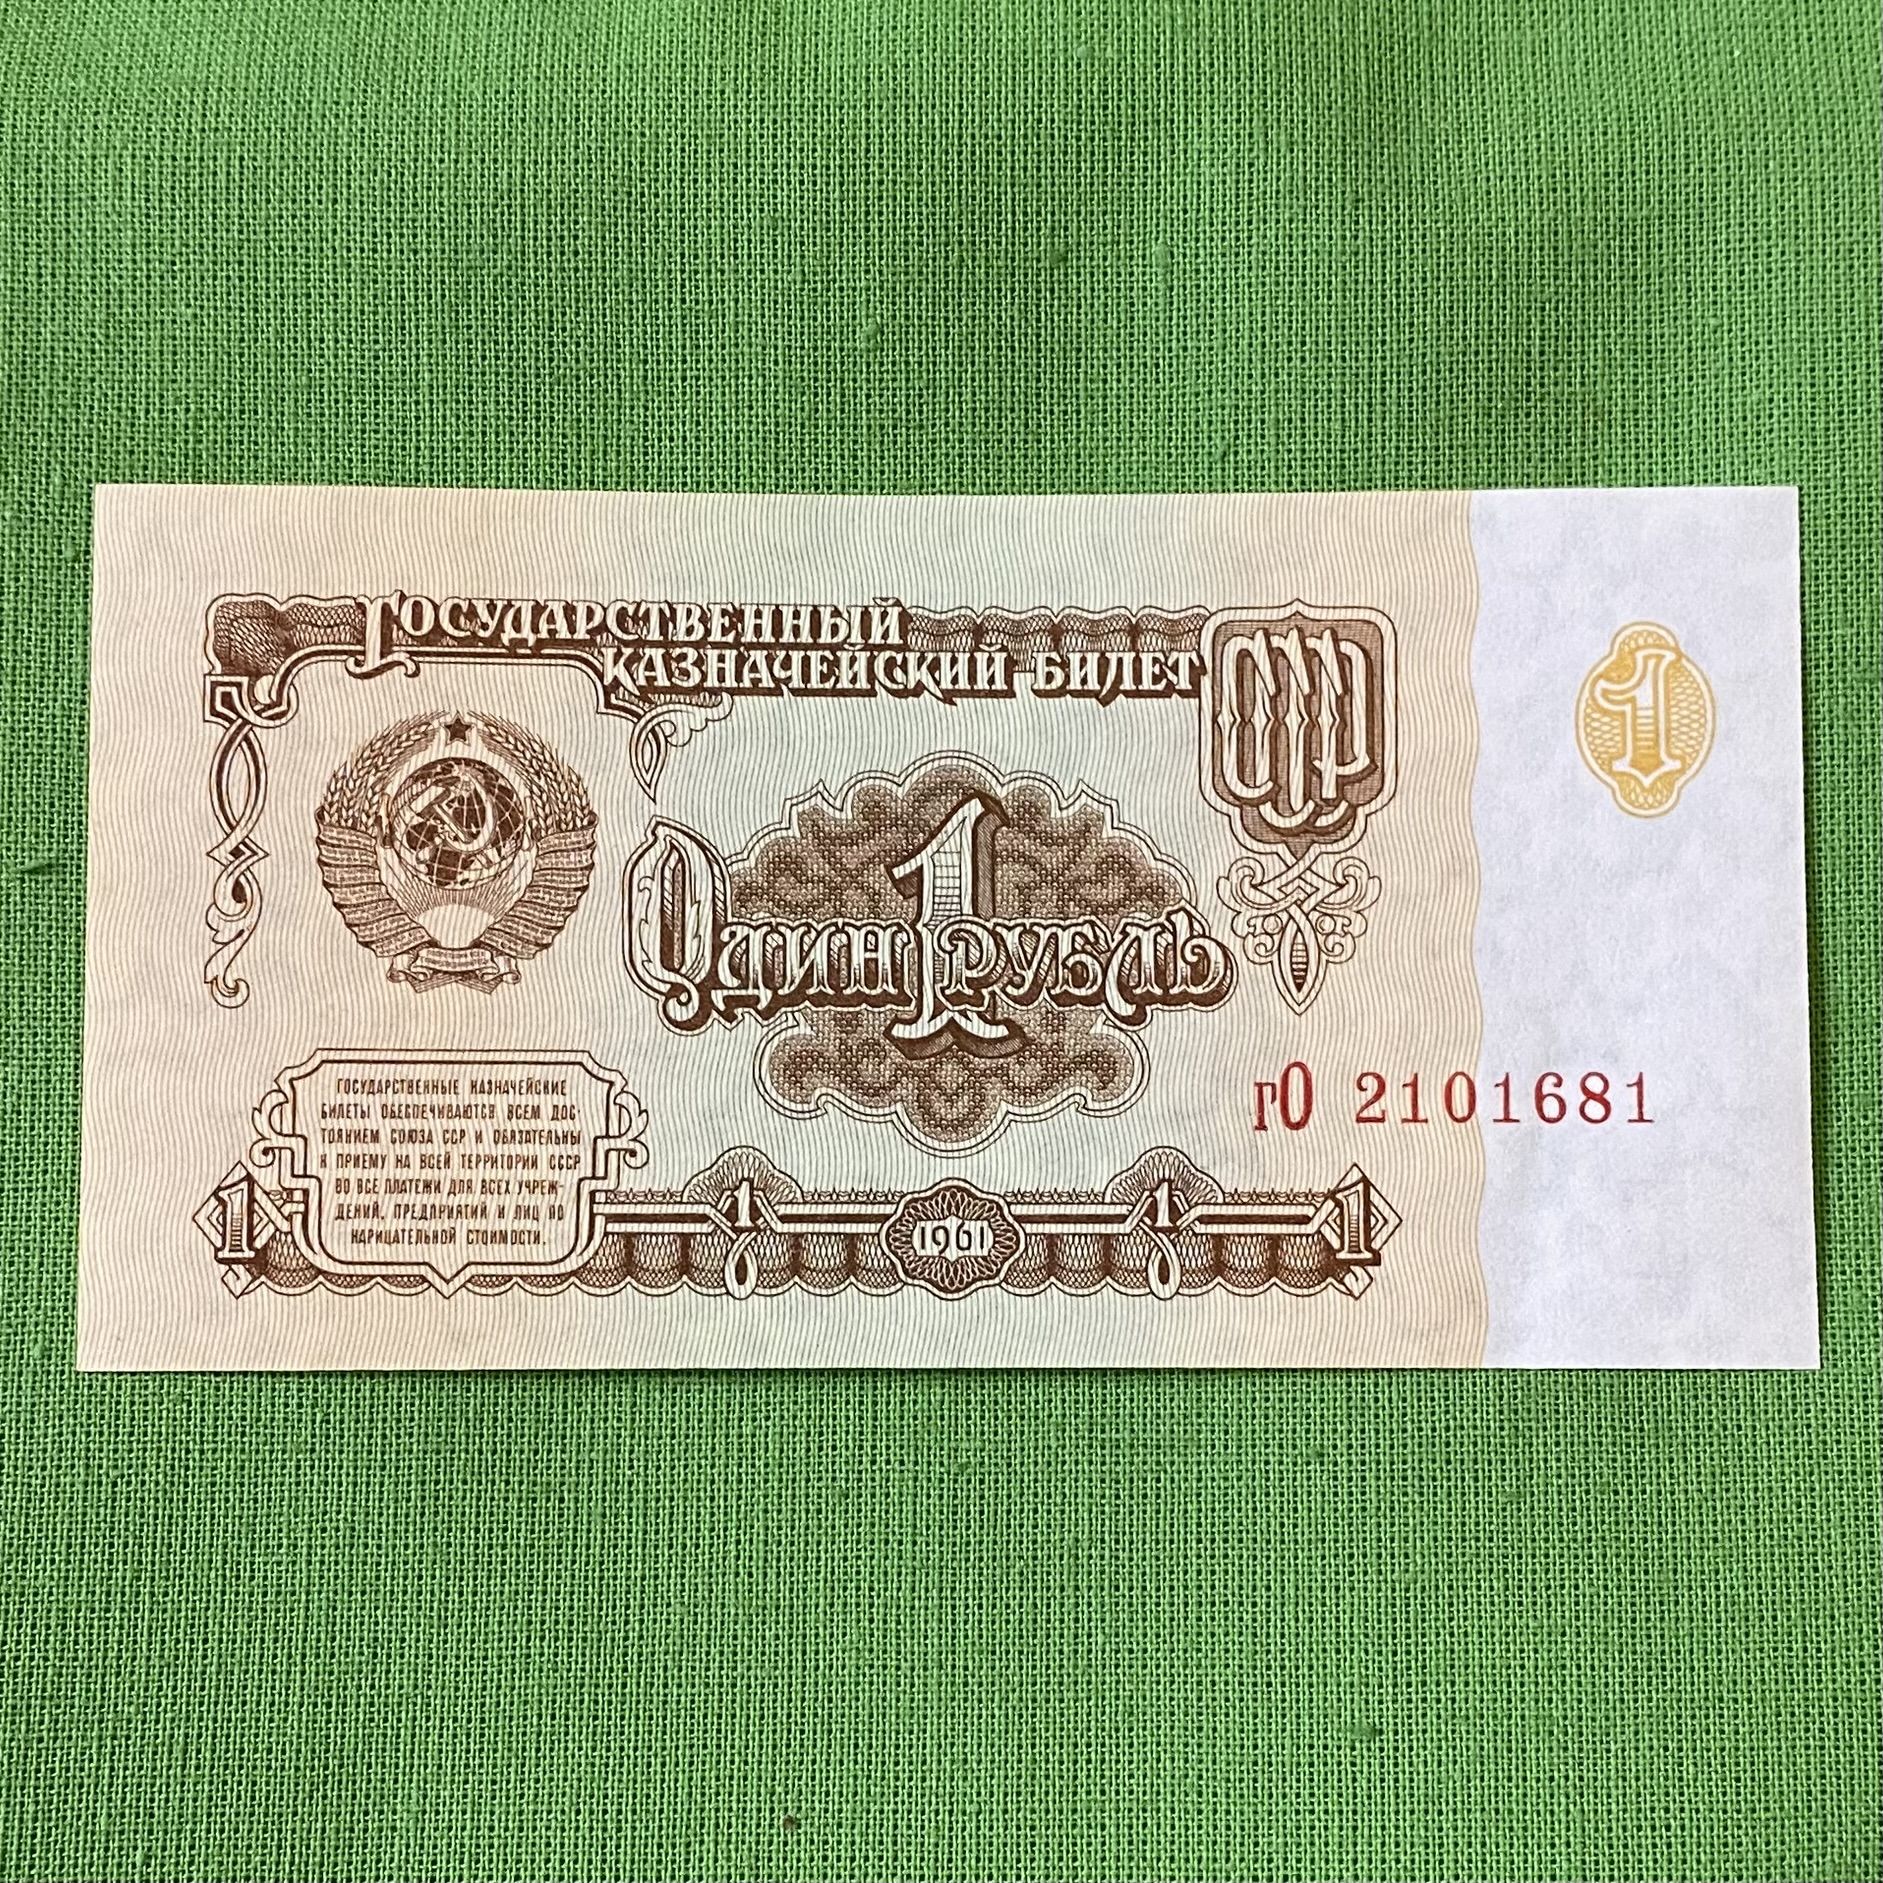 Государственный
казначейский билет
СССР
1
Один 1 рубль
гО 2101681
ГОСУДАРСТВЕННЫЕ КАЗНАЧЕЙСКИЕ
БИЛЕТЫ ОБЕСПЕЧИВАЮТСЯ ВСЕМ ДОС-
ТОЯНИЕМ СОЮЗА ССР И ОБЯЗАТЕЛЬНЫ
К ПРИЕМУ НА ВСЕЙ ТЕРРИТОРИИ СССР
ВО ВСЕ ПЛАТЕЖИ ДЛЯ ВСЕХ УЧРЕЖ-
ДЕНИЙ, ПРЕДПРИЯТИЙ И ЛИЦ ПО
НАРИЦАТЕЛЬНОЙ СТОИМОСТИ.
1 1 1961 1 1